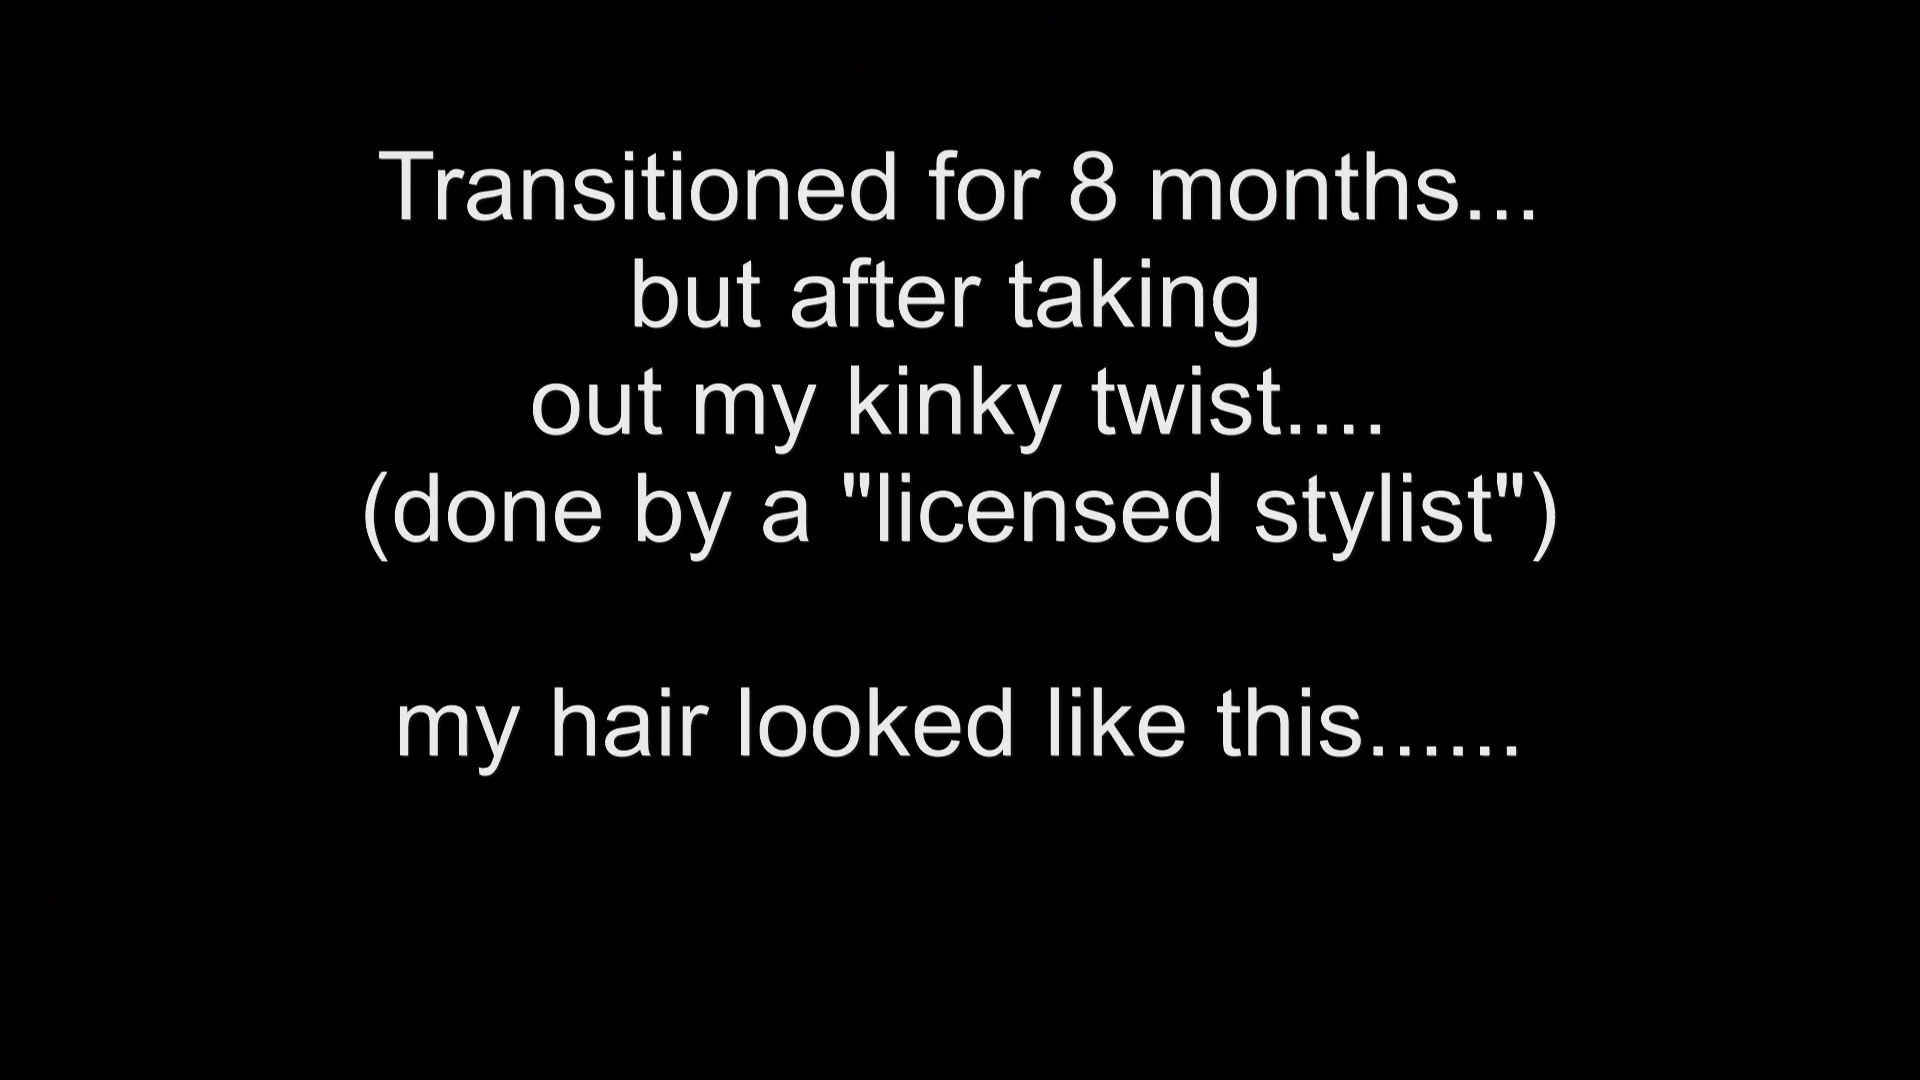 Transitioned for 8 months...
but after taking
out my kinky twist....
(done by a "licensed stylist")
my hair looked like this......